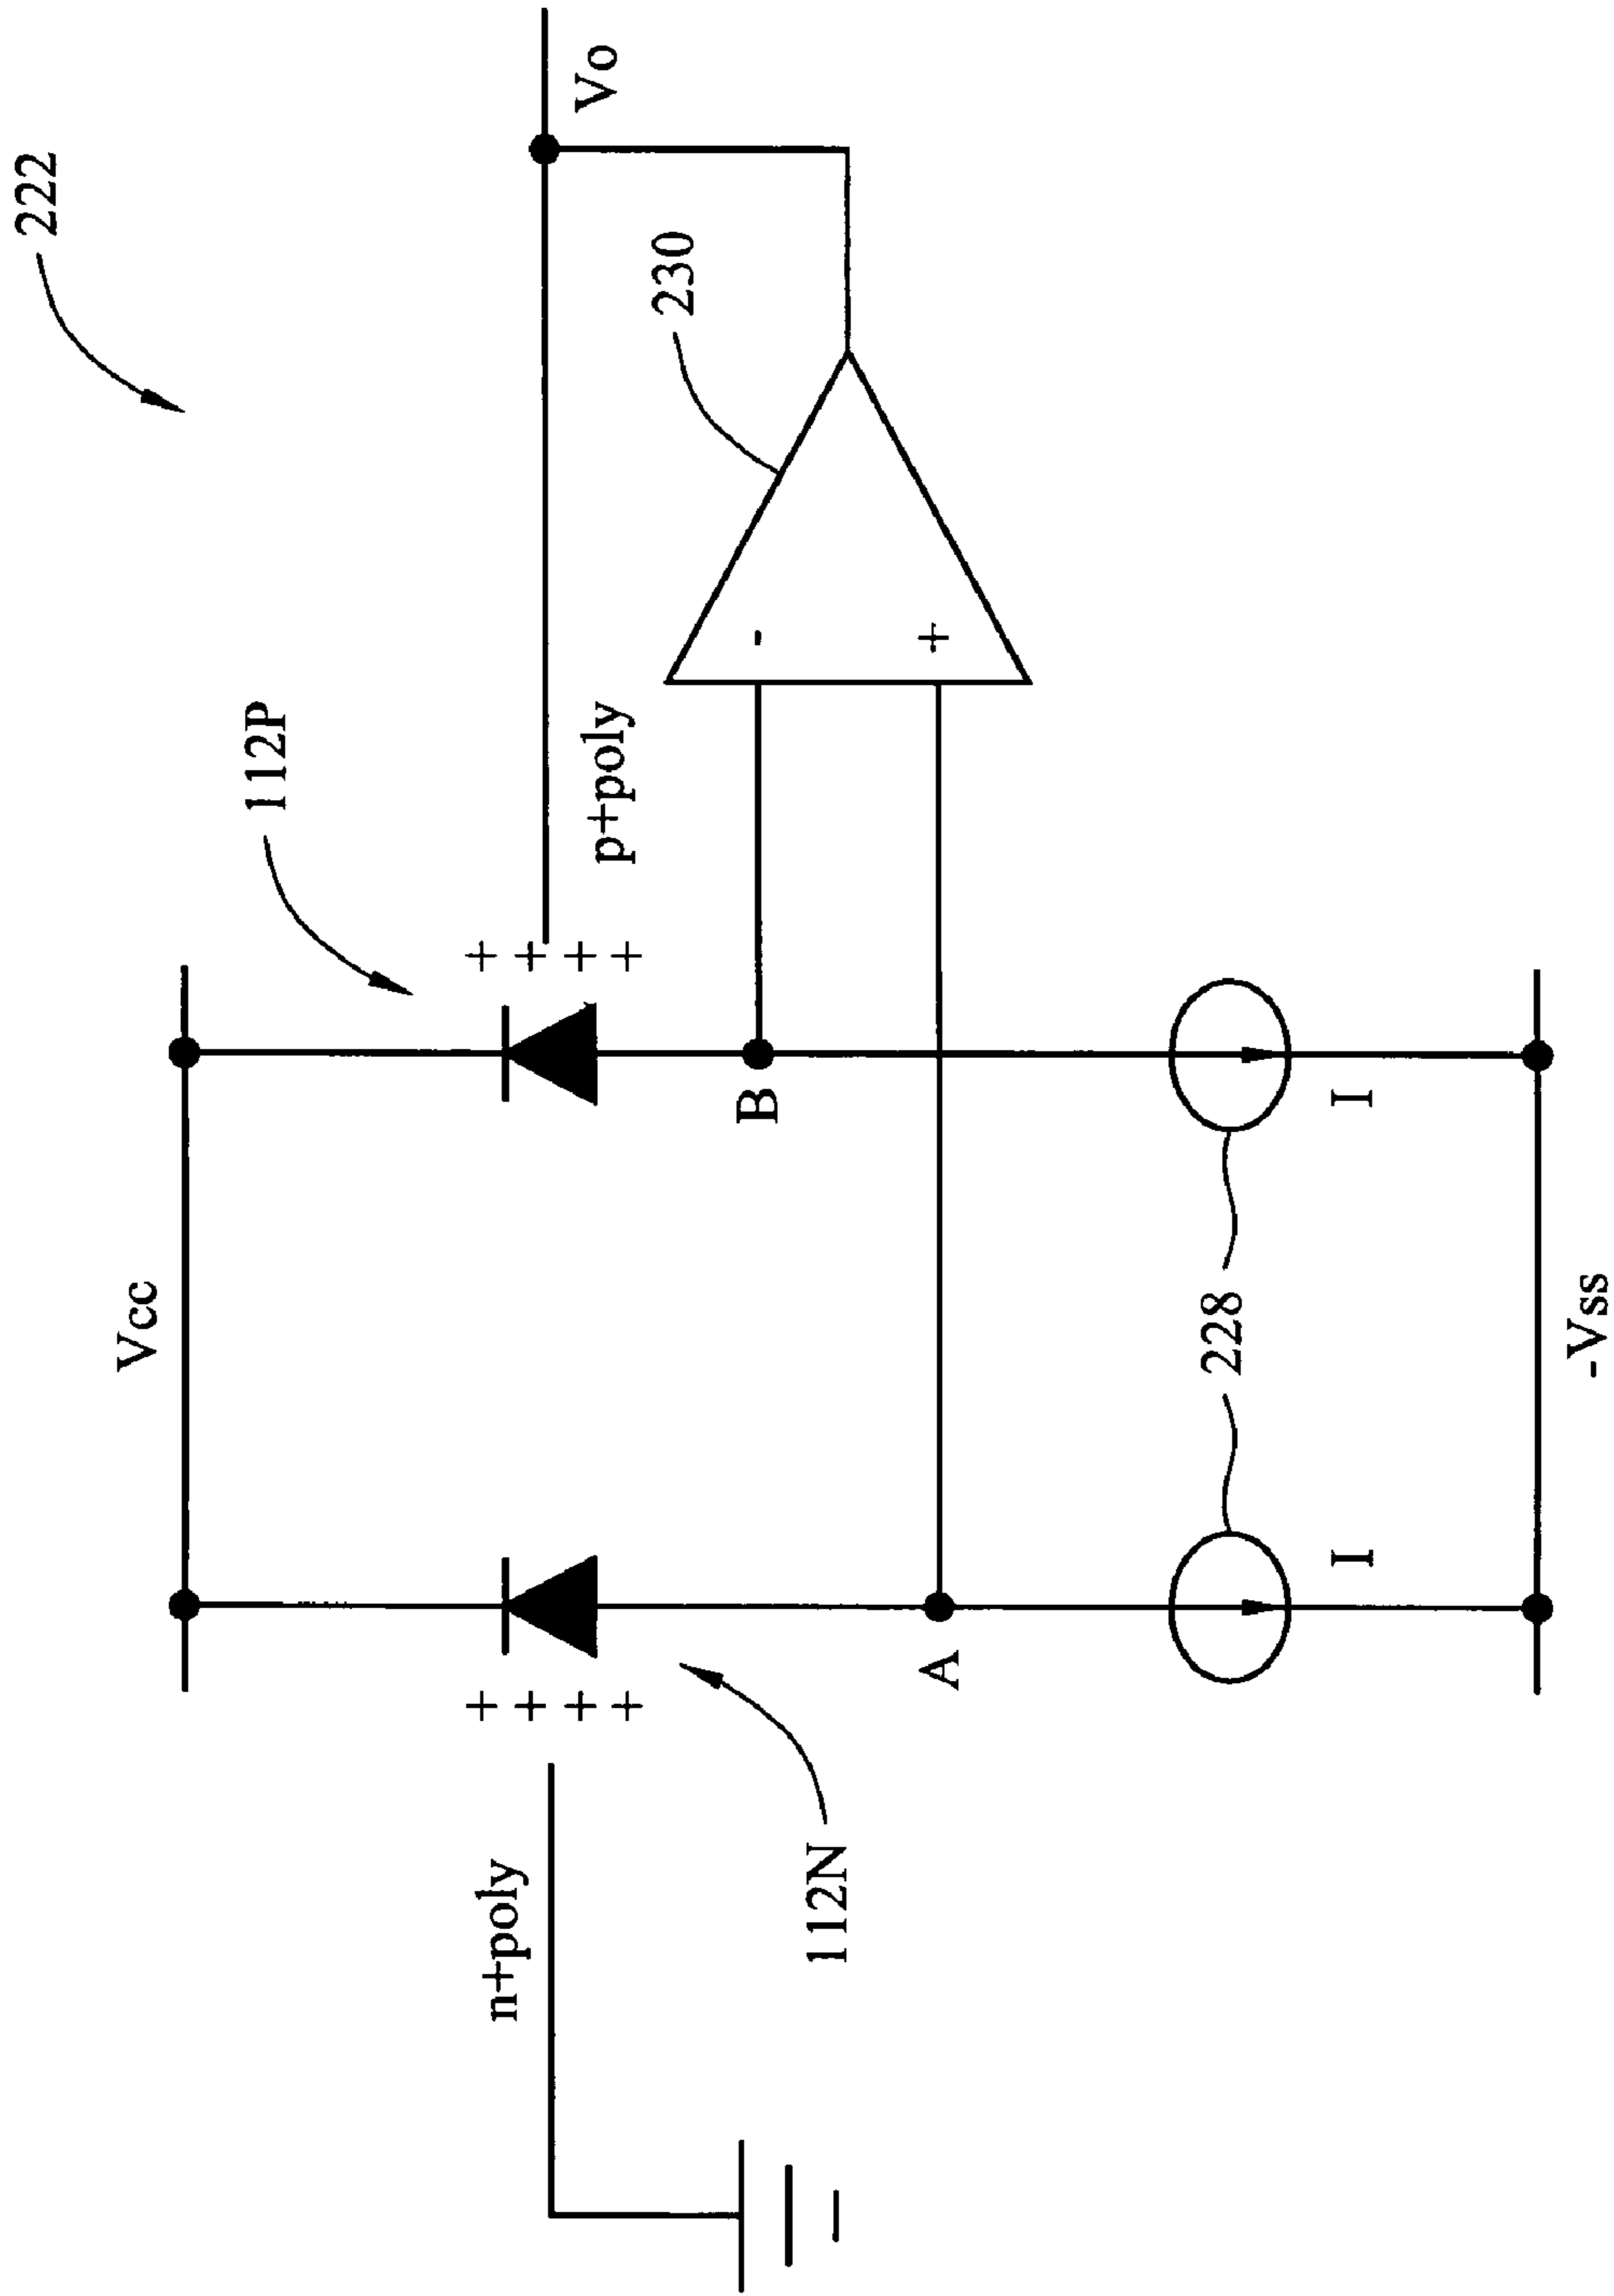 222
Vcc
112P
n+poly
++++
++++
Vo
p+poly
112N
230
B
-
A
+
228
I
I
-Vss